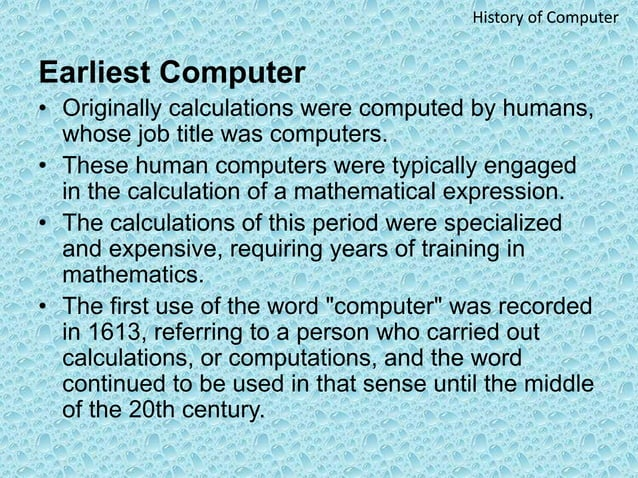 History of Computer
Earliest Computer
• Originally calculations were computed by humans,
whose job title was computers.
• These human computers were typically engaged
in the calculation of a mathematical expression.
• The calculations of this period were specialized
and expensive, requiring years of training in
mathematics.
• The first use of the word "computer" was recorded
in 1613, referring to a person who carried out
calculations, or computations, and the word
continued to be used in that sense until the middle
of the 20th century.